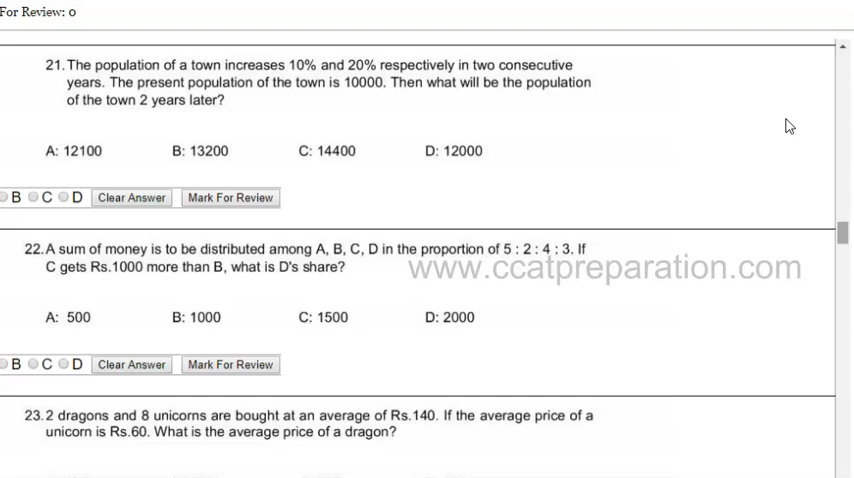 For Review: 0
21. The population of a town increases 10% and 20% respectively in two consecutive
years. The present population of the town is 10000. Then what will be the population
of the town 2 years later?
A: 12100 B: 13200 C: 14400 D: 12000
B C D Clear Answer Mark For Review
22. A sum of money is to be distributed among A, B, C, D in the proportion of 5 : 2 : 4 : 3. If
C gets Rs.1000 more than B, what is D's share?
www.ccatpreparation.com
A: 500 B: 1000 C: 1500 D: 2000
B C D Clear Answer Mark For Review
23. 2 dragons and 8 unicorns are bought at an average of Rs.140. If the average price of a
unicorn is Rs.60. What is the average price of a dragon?